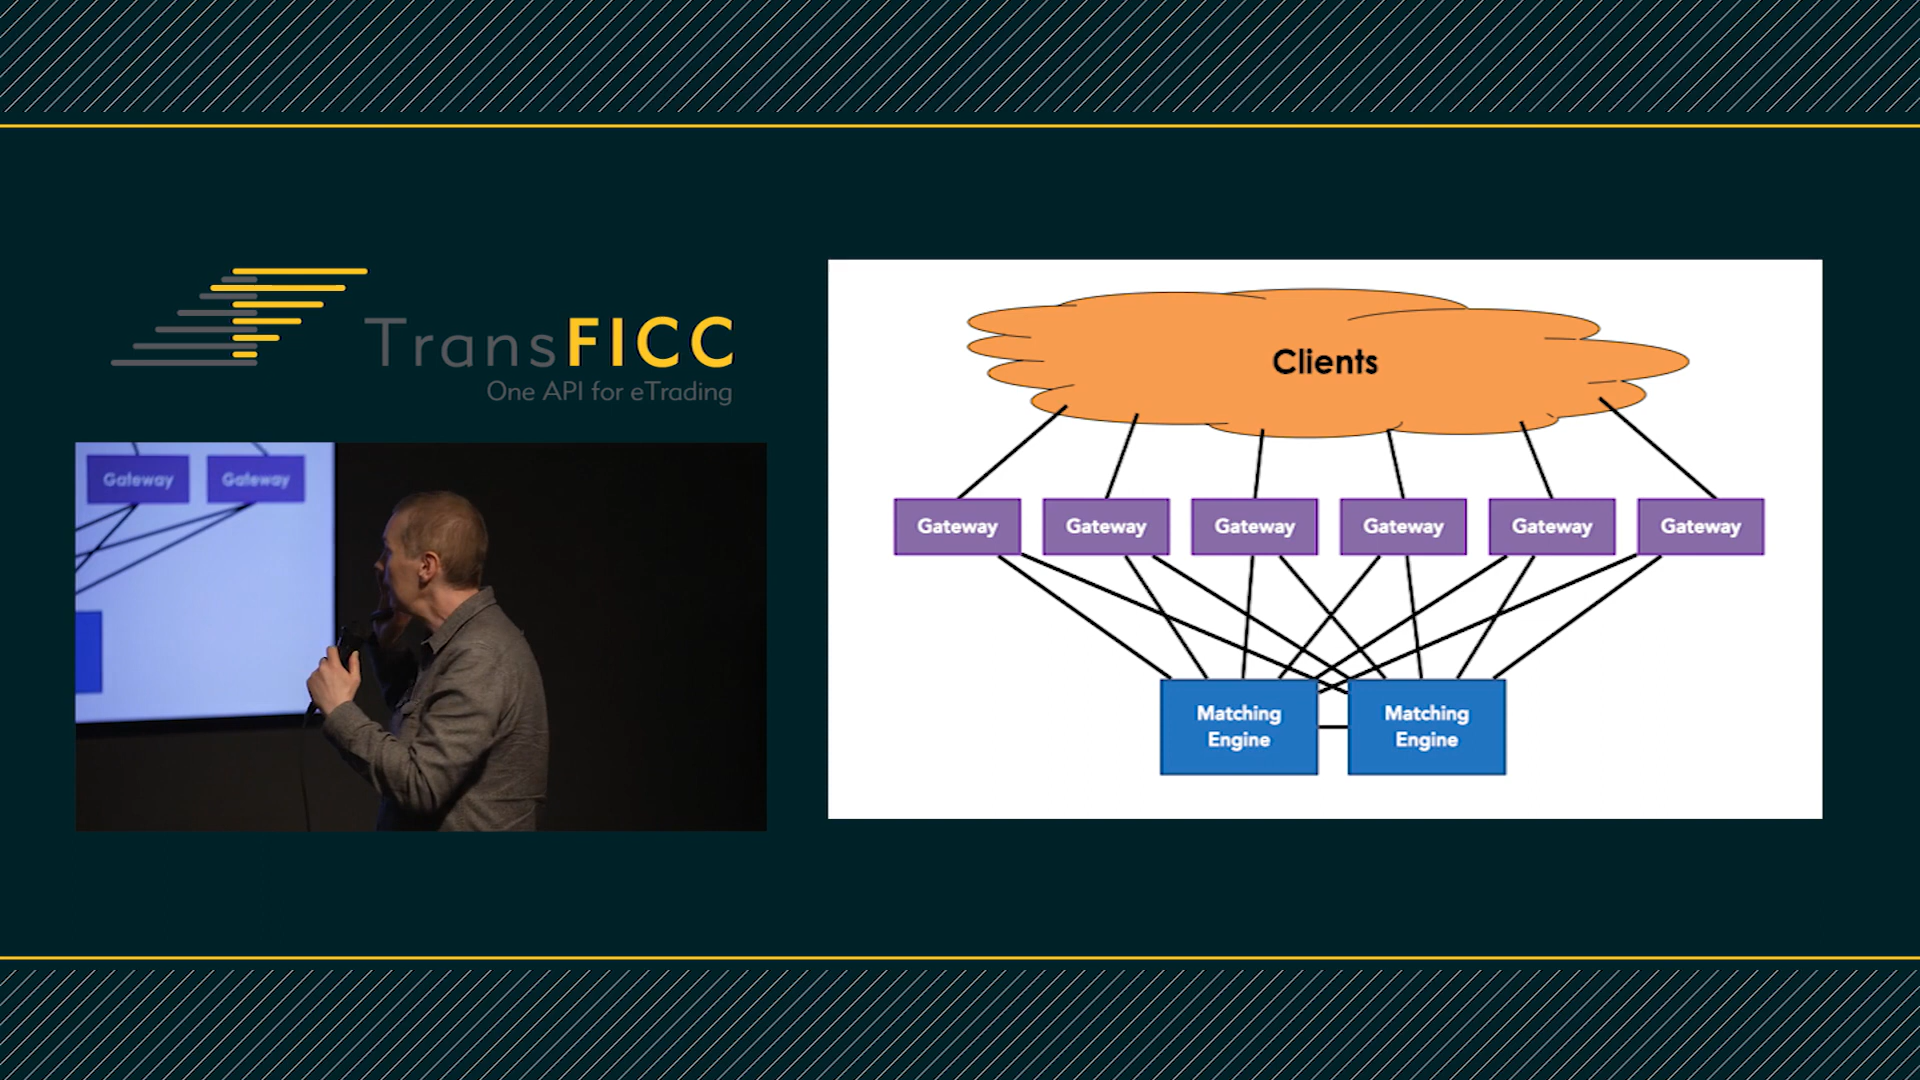 TransFICC
One API for eTrading
Gateway Gateway
Clients
Gateway Gateway Gateway Gateway Gateway Gateway
Matching
Engine
Matching
Engine